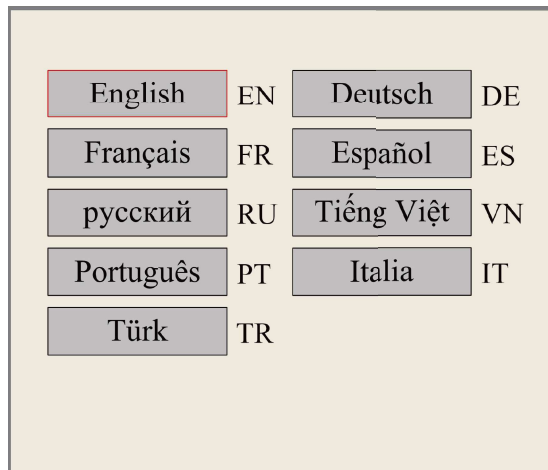 English EN Deutsch DE
Français FR Español ES
русский RU Tiếng Việt VN
Português PT Italia IT
Türk TR